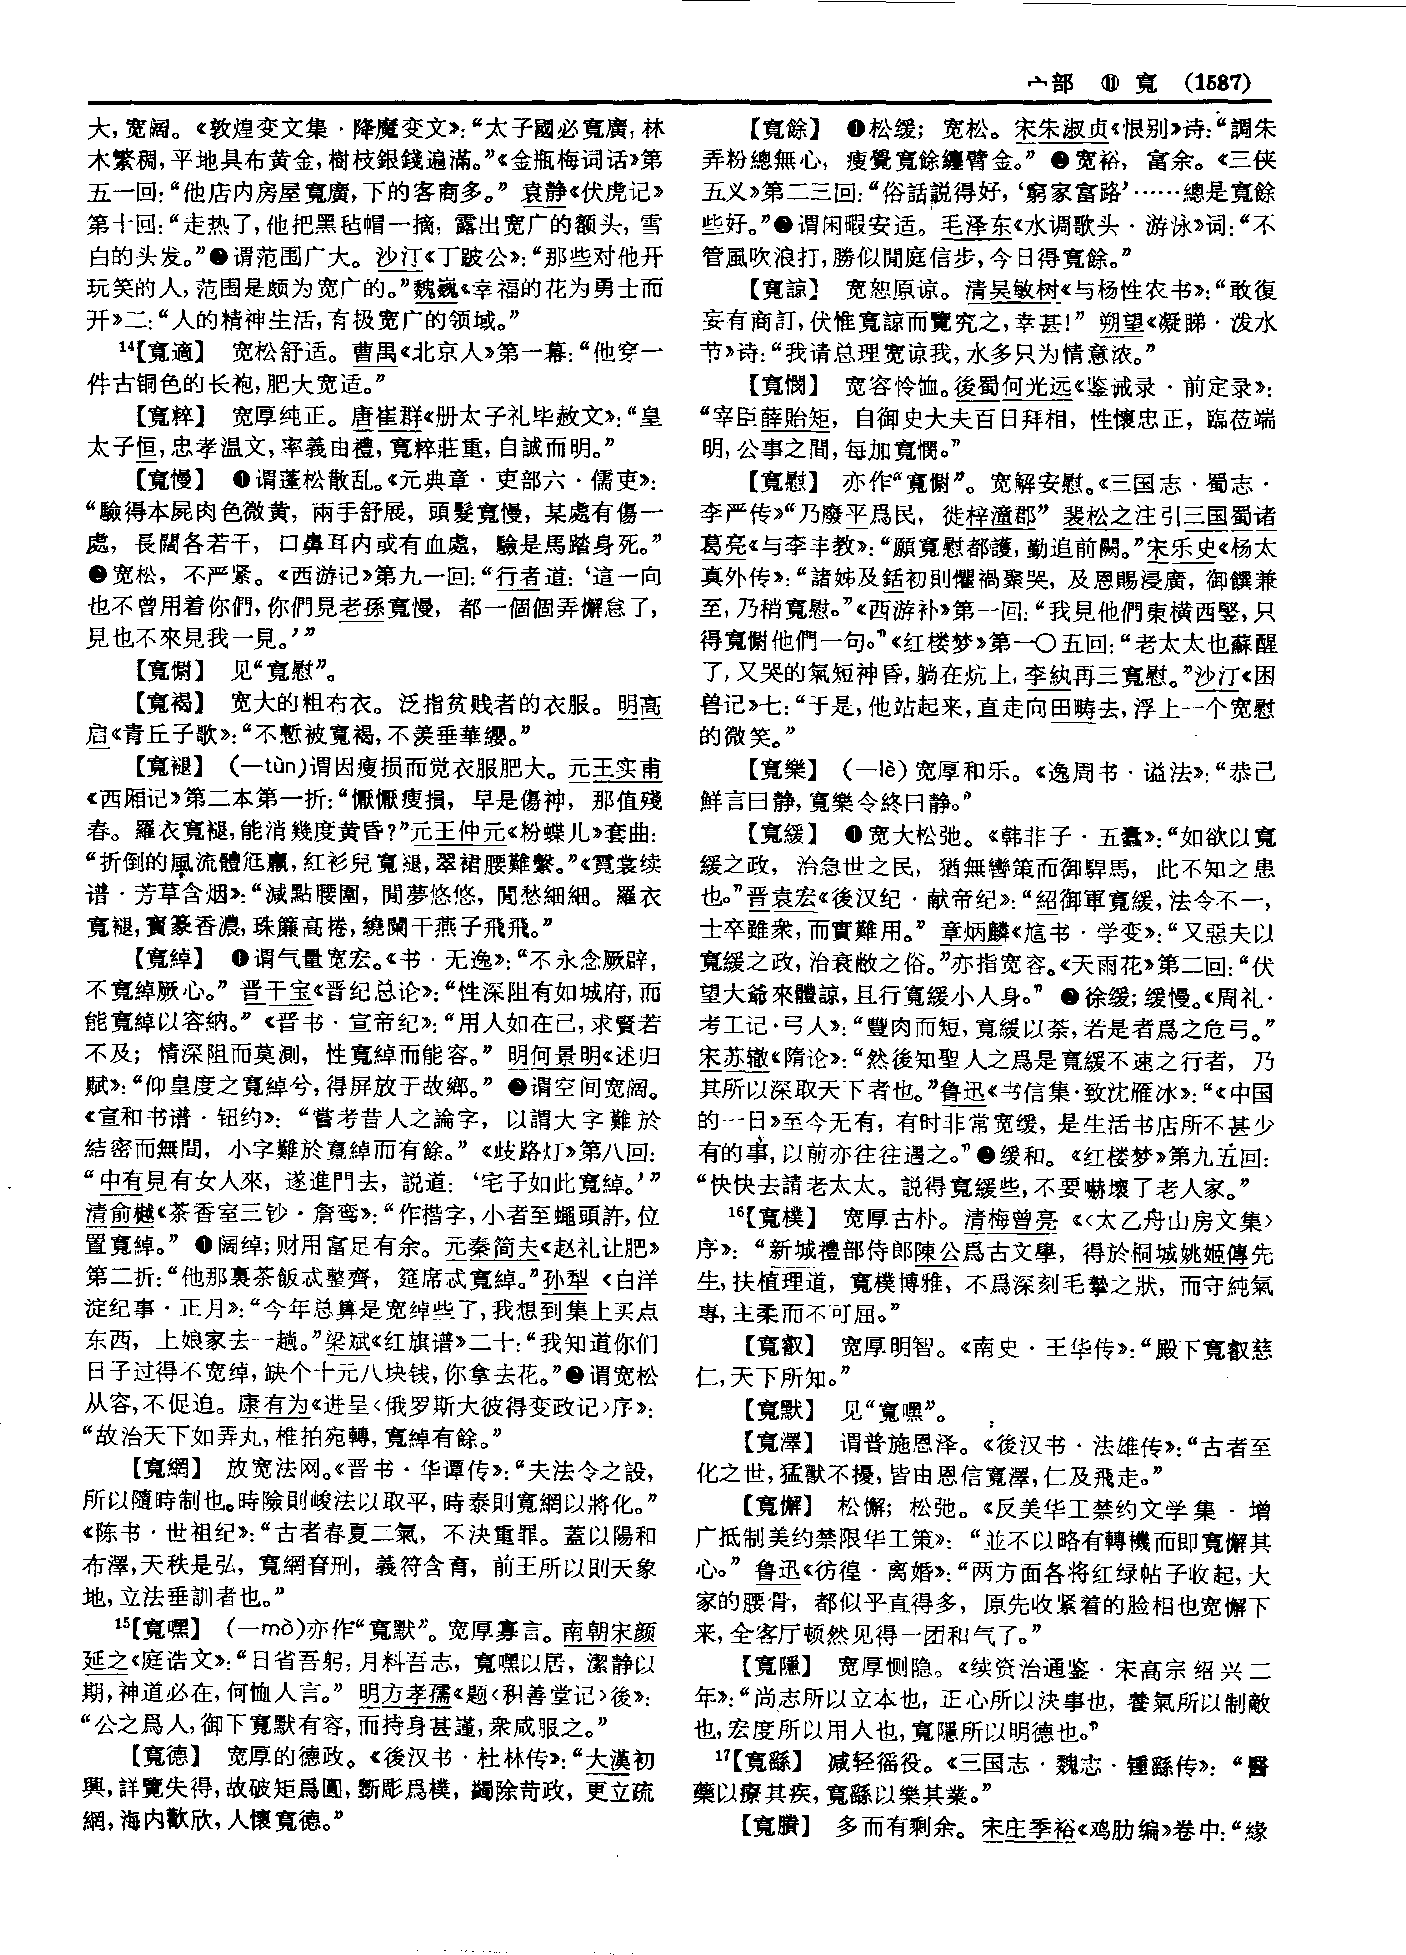 宀部 ⑪ 寬 (1587)
大，宽阔。《敦煌变文集·降魔变文》：“太子國必寬廣，林
木繁稠，平地具布黄金，樹枝銀錢遍滿。”《金瓶梅词话》第
五一回：“他店内房屋寬廣，下的客商多。” 袁静《伏虎记》
第十回：“走热了，他把黑毡帽一摘，露出宽广的额头，雪
白的头发。”❸谓范围广大。沙汀《丁跛公》：“那些对他开
玩笑的人，范围是颇为宽广的。”魏巍《幸福的花为勇士而
开》二：“人的精神生活，有极宽广的领域。”
14【寬適】 宽松舒适。曹禺《北京人》第一幕：“他穿一
件古铜色的长袍，肥大宽适。”
【寬粹】 宽厚纯正。唐崔群《册太子礼毕赦文》：“皇
太子恒，忠孝温文，率義由禮，寬粹莊重，自誠而明。”
【寬慢】 ❶谓蓬松散乱。《元典章·吏部六·儒吏》：
“驗得本屍肉色微黄，兩手舒展，頭髮寬慢，某處有傷一
處，長闊各若干，口鼻耳内或有血處，驗是馬踏身死。”
❷宽松，不严紧。《西游记》第九一回：“行者道：‘這一向
也不曾用着你們，你們見老孫寬慢，都一個個弄懈怠了，
見也不來見我一見。’”
【寬慰】 见“寬慰”。
【寬褐】 宽大的粗布衣。泛指贫贱者的衣服。明高
启《青丘子歌》：“不慙被寬褐，不羡垂華纓。”
【寬褪】 (—tùn)谓因瘦损而觉衣服肥大。元王实甫
《西厢记》第二本第一折：“懨懨瘦損，早是傷神，那值殘
春。羅衣寬褪，能消幾度黄昏？”元王仲元《粉蝶儿》套曲：
“折倒的風流體尪羸，紅衫兒寬褪，翠裙腰難繫。”《霓裳续
谱·芳草含烟》：“減點腰圍，閒夢悠悠，閒愁細細。羅衣
寬褪，寶篆香濃，珠簾高捲，繞闌干燕子飛飛。”
【寬綽】 ❶谓气量宽宏。《书·无逸》：“不永念厥辟，
不寬綽厥心。” 晋干宝《晋纪总论》：“性深阻有如城府，而
能寬綽以容納。” 《晋书·宣帝纪》：“用人如在己，求賢若
不及；情深阻而莫測，性寬綽而能容。” 明何景明《述归
赋》：“仰皇度之寬綽兮，得屏放于故鄉。” ❷谓空间宽阔。
《宣和书谱·钮约》：“嘗考昔人之論字，以謂大字難於
結密而無間，小字難於寬綽而有餘。” 《歧路灯》第八回：
“中有見有女人來，遂進門去，説道：‘宅子如此寬綽。’”
清俞樾《茶香室三钞·詹鸾》：“作楷字，小者至蠅頭許，位
置寬綽。” ❸阔绰；财用富足有余。元秦简夫《赵礼让肥》
第二折：“他那裏茶飯忒整齊，筵席忒寬綽。”孙犁《白洋
淀纪事·正月》：“今年总算是宽绰些了，我想到集上买点
东西，上娘家去一趟。”梁斌《红旗谱》二十：“我知道你们
日子过得不宽绰，缺个十元八块钱，你拿去花。”❹谓宽松
从容，不促迫。康有为《进呈〈俄罗斯大彼得变政记〉序》：
“故治天下如弄丸，椎拍宛轉，寬綽有餘。”
【寬網】 放宽法网。《晋书·华谭传》：“夫法令之設，
所以隨時制也。時險則峻法以取平，時泰則寬網以將化。”
《陈书·世祖纪》：“古者春夏二氣，不決重罪。蓋以陽和
布澤，天秩是弘，寬網省刑，義符含育，前王所以則天象
地，立法垂訓者也。”
15【寬嘿】 (—mò)亦作“寬默”。宽厚寡言。南朝宋颜
延之《庭诰文》：“日省吾躬，月料吾志，寬嘿以居，潔静以
期，神道必在，何恤人言。” 明方孝孺《题〈积善堂记〉後》：
“公之爲人，御下寬默有容，而持身甚謹，衆咸服之。”
【寬德】 宽厚的德政。《後汉书·杜林传》：“大漢初
興，詳覽失得，故破矩爲圓，斲彫爲樸，蠲除苛政，更立疏
網，海内歡欣，人懷寬德。”
【寬餘】 ❶松缓；宽松。宋朱淑贞《恨别》诗：“調朱
弄粉總無心，瘦覺寬餘纏臂金。” ❷宽裕，富余。《三侠
五义》第二三回：“俗話説得好，‘窮家富路’……總是寬餘
些好。”❸谓闲暇安适。毛泽东《水调歌头·游泳》词：“不
管風吹浪打，勝似閒庭信步，今日得寬餘。”
【寬諒】 宽恕原谅。清吴敏树《与杨性农书》：“敢復
妄有商訂，伏惟寬諒而覽究之，幸甚！” 朔望《凝睇·泼水
节》诗：“我请总理宽谅我，水多只为情意浓。”
【寬憫】 宽容怜恤。後蜀何光远《鉴诫录·前定录》：
“宰臣薛貽矩，自御史大夫百日拜相，性懷忠正，臨莅端
明，公事之間，每加寬憫。”
【寬慰】 亦作“寬㥜”。宽解安慰。《三国志·蜀志·
李严传》“乃廢平爲民，徙梓潼郡” 裴松之注引三国蜀诸
葛亮《与李丰教》：“願寬慰都護，勤追前闕。”宋乐史《杨太
真外传》：“諸姊及銛初則懼禍聚哭，及恩賜浸廣，御饌兼
至，乃稍寬慰。”《西游补》第一回：“我見他們東横西竪，只
得寬㥜他們一句。”《红楼梦》第一〇五回：“老太太也蘇醒
了，又哭的氣短神昏，躺在炕上，李紈再三寬慰。”沙汀《困
兽记》七：“于是，他站起来，直走向田畴去，浮上一个宽慰
的微笑。”
【寬樂】 (—lè)宽厚和乐。《逸周书·谥法》：“恭己
鮮言曰静，寬樂令終曰静。”
【寬緩】 ❶宽大松弛。《韩非子·五蠹》：“如欲以寬
緩之政，治急世之民，猶無轡策而御駻馬，此不知之患
也。”晋袁宏《後汉纪·献帝纪》：“紹御軍寬緩，法令不一，
士卒雖衆，而實難用。” 章炳麟《訄书·学变》：“又惡夫以
寬緩之政，治衰敝之俗。”亦指宽容。《天雨花》第二回：“伏
望大爺來體諒，且行寬緩小人身。” ❷徐缓；缓慢。《周礼·
考工记·弓人》：“豐肉而短，寬緩以荼，若是者爲之危弓。”
宋苏辙《隋论》：“然後知聖人之爲是寬緩不速之行者，乃
其所以深取天下者也。”鲁迅《书信集·致沈雁冰》：“《中国
的一日》至今无有，有时非常宽缓，是生活书店所不甚少
有的事，以前亦往往遇之。”❸缓和。《红楼梦》第九五回：
“快快去請老太太。説得寬緩些，不要嚇壞了老人家。”
16【寬樸】 宽厚古朴。清梅曾亮《〈太乙舟山房文集〉
序》：“新城禮部侍郎陳公爲古文學，得於桐城姚姬傳先
生，扶植理道，寬樸博雅，不爲深刻毛摯之狀，而守純氣
專，主柔而不可屈。”
【寬叡】 宽厚明智。《南史·王华传》：“殿下寬叡慈
仁，天下所知。”
【寬默】 见“寬嘿”。
【寬澤】 谓普施恩泽。《後汉书·法雄传》：“古者至
化之世，猛獸不擾，皆由恩信寬澤，仁及飛走。”
【寬懈】 松懈；松弛。《反美华工禁约文学集·增
广抵制美约禁限华工策》：“並不以略有轉機而即寬懈其
心。” 鲁迅《彷徨·离婚》：“两方面各将红绿帖子收起，大
家的腰骨，都似乎直得多，原先收紧着的脸相也宽懈下
来，全客厅顿然见得一团和气了。”
【寬隱】 宽厚恻隐。《续资治通鉴·宋高宗绍兴二
年》：“尚志所以立本也，正心所以決事也，養氣所以制敵
也，宏度所以用人也，寬隱所以明德也。”
17【寬繇】 减轻徭役。《三国志·魏志·锺繇传》：“醫
藥以療其疾，寬繇以樂其業。”
【寬賸】 多而有剩余。宋庄季裕《鸡肋编》卷中：“緣